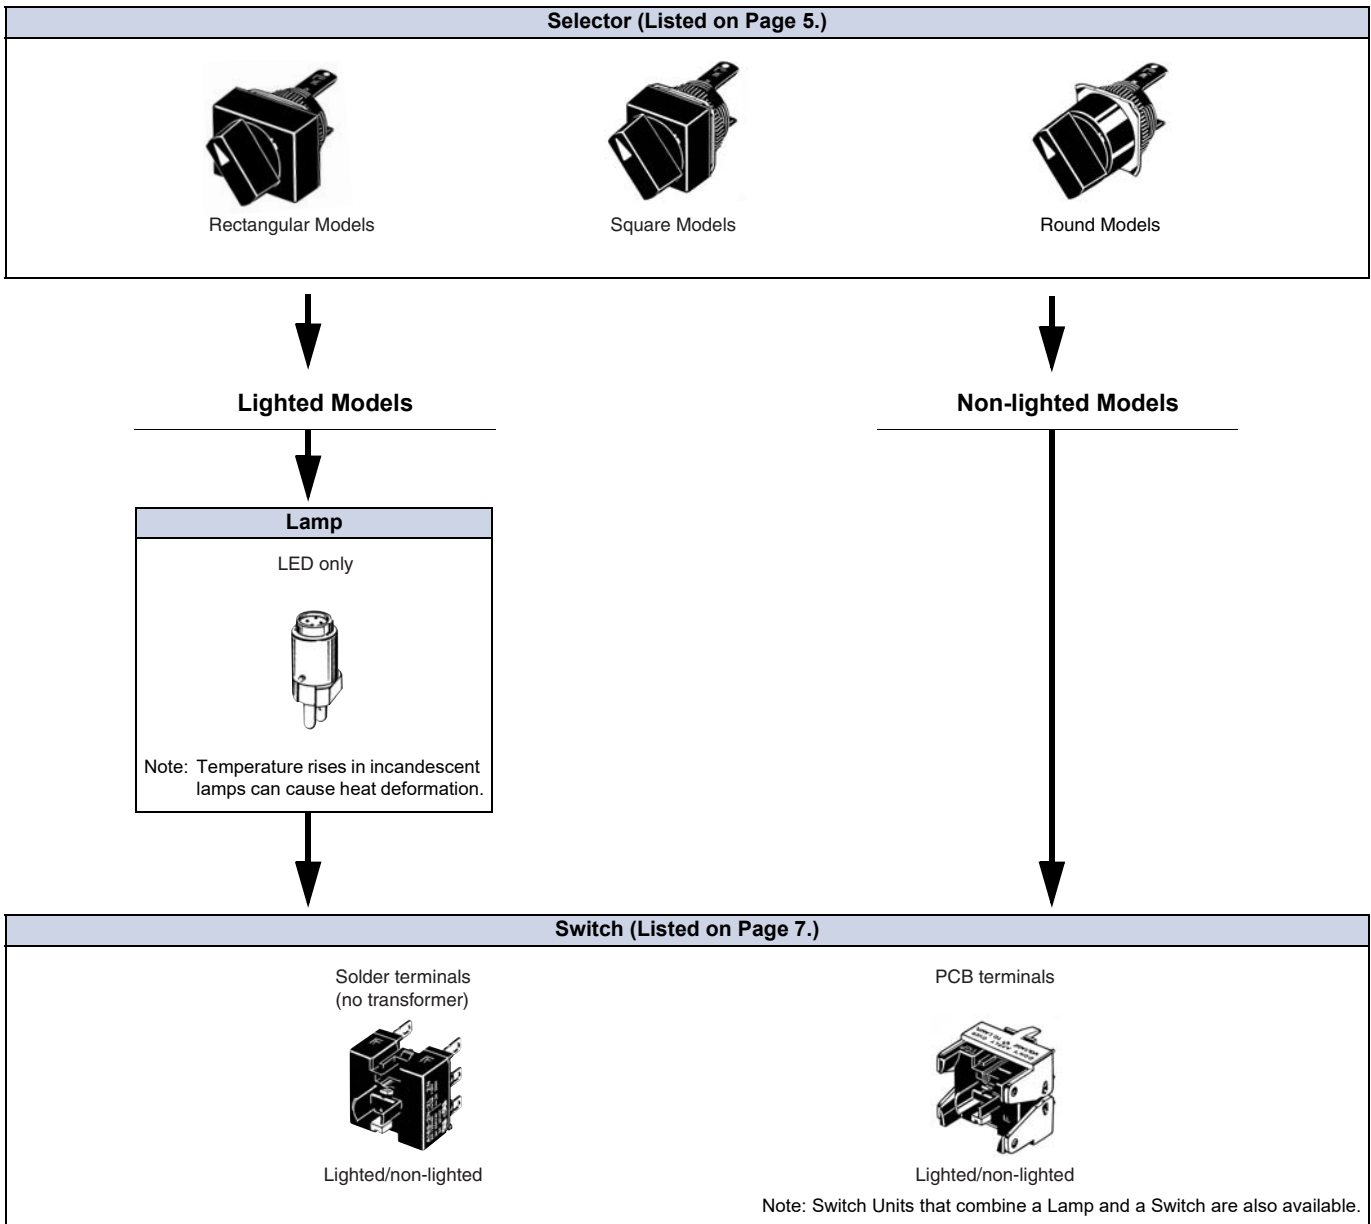 Selector (Listed on Page 5.)
Rectangular Models
Square Models
Round Models
Lighted Models
Non-lighted Models
Lamp
LED only
Note: Temperature rises in incandescent
lamps can cause heat deformation.
Switch (Listed on Page 7.)
Solder terminals
(no transformer)
PCB terminals
Lighted/non-lighted
Lighted/non-lighted
Note: Switch Units that combine a Lamp and a Switch are also available.